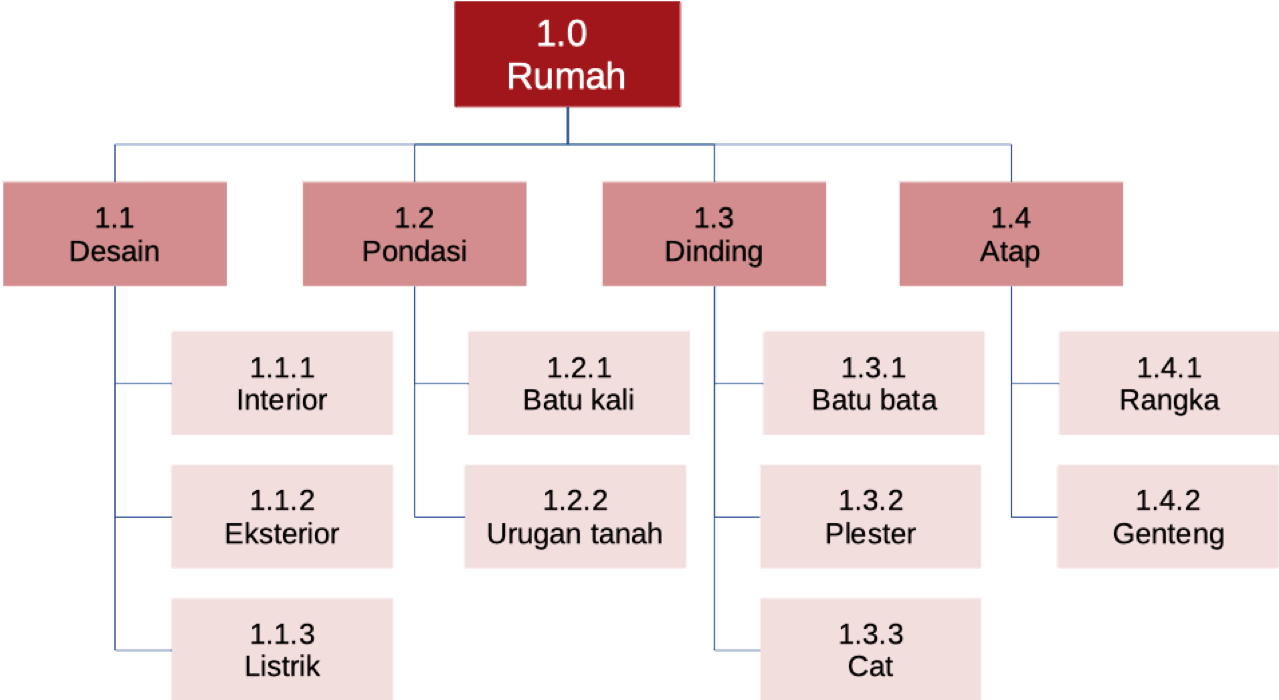 1.0
Rumah
1.1
Desain
1.2
Pondasi
1.3
Dinding
1.4
Atap
1.1.1
Interior
1.2.1
Batu kali
1.3.1
Batu bata
1.4.1
Rangka
1.1.2
Eksterior
1.2.2
Urugan tanah
1.3.2
Plester
1.4.2
Genteng
1.1.3
Listrik
1.3.3
Cat